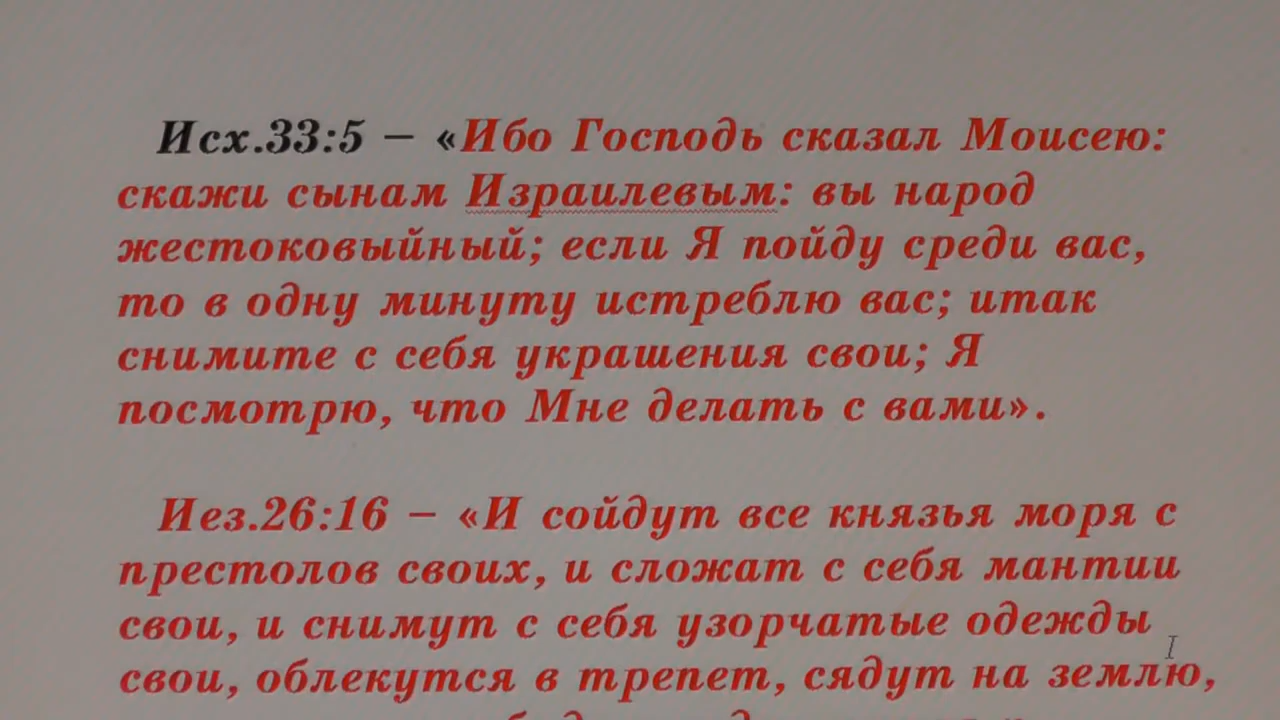 Исх.33:5 – «Ибо Господь сказал Моисею:
скажи сынам Израилевым: вы народ
жестоковыйный; если Я пойду среди вас,
то в одну минуту истреблю вас; итак
снимите с себя украшения свои; Я
посмотрю, что Мне делать с вами».
Иез.26:16 – «И сойдут все князья моря с
престолов своих, и сложат с себя мантии
свои, и снимут с себя узорчатые одежды
свои, облекутся в трепет, сядут на землю,